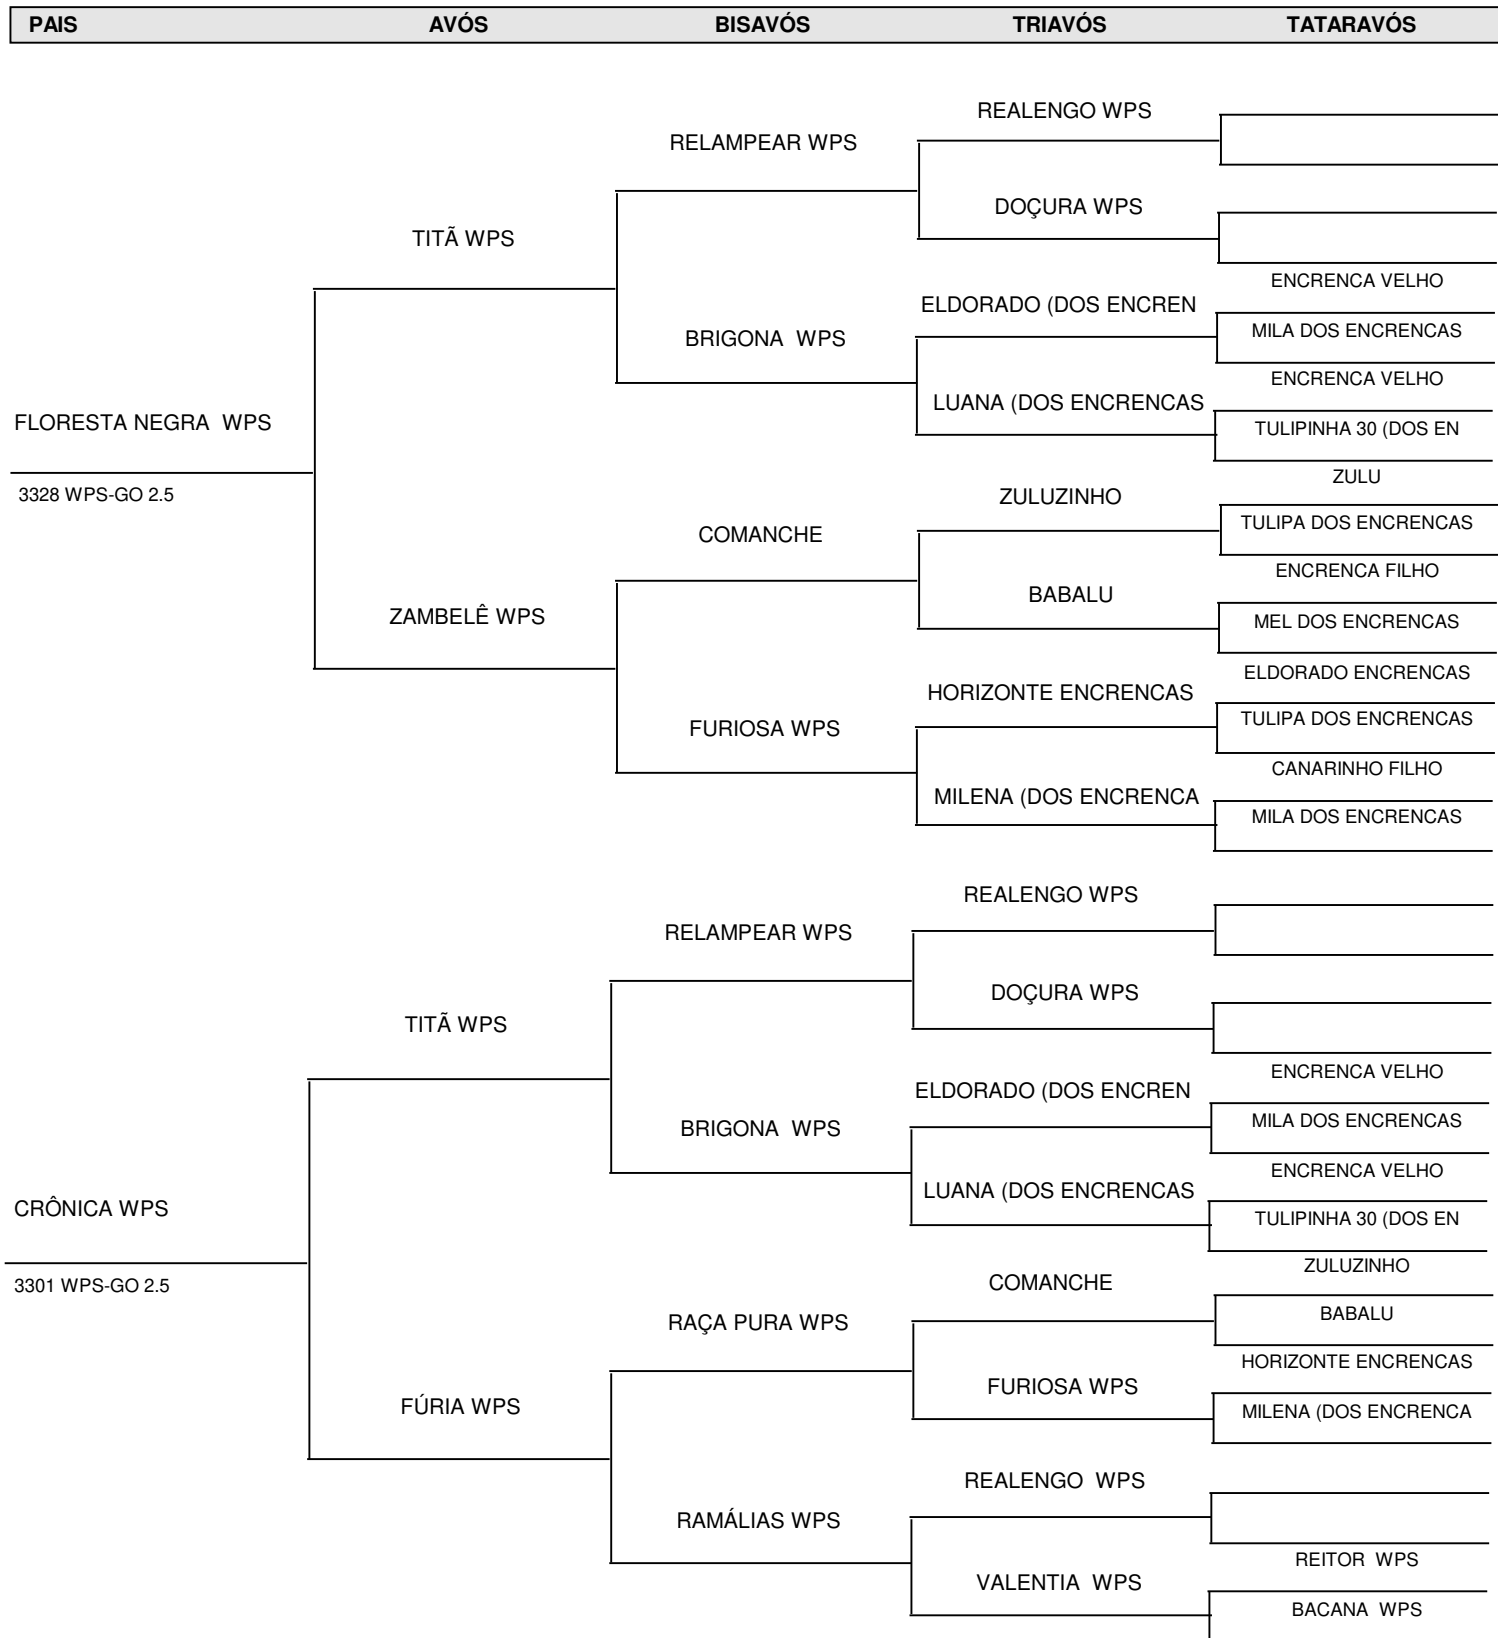 PAIS AVÓS BISAVÓS TRIAVÓS TATARAVÓS
REALENGO WPS
RELAMPEAR WPS
DOÇURA WPS
TITÃ WPS
ENCRENCA VELHO
ELDORADO (DOS ENCREN
MILA DOS ENCRENCAS
BRIGONA WPS
ENCRENCA VELHO
LUANA (DOS ENCRENCAS
FLORESTA NEGRA WPS
TULIPINHA 30 (DOS EN
ZULU
3328 WPS-GO 2.5
ZULUZINHO
TULIPA DOS ENCRENCAS
COMANCHE
ENCRENCA FILHO
BABALU
ZAMBELÊ WPS
MEL DOS ENCRENCAS
ELDORADO ENCRENCAS
HORIZONTE ENCRENCAS
TULIPA DOS ENCRENCAS
FURIOSA WPS
CANARINHO FILHO
MILENA (DOS ENCRENCA
MILA DOS ENCRENCAS
REALENGO WPS
RELAMPEAR WPS
DOÇURA WPS
TITÃ WPS
ENCRENCA VELHO
ELDORADO (DOS ENCREN
MILA DOS ENCRENCAS
BRIGONA WPS
ENCRENCA VELHO
LUANA (DOS ENCRENCAS
CRÔNICA WPS
TULIPINHA 30 (DOS EN
ZULUZINHO
3301 WPS-GO 2.5
COMANCHE
BABALU
RAÇA PURA WPS
HORIZONTE ENCRENCAS
FURIOSA WPS
FÚRIA WPS
MILENA (DOS ENCRENCA
REALENGO WPS
RAMÁLIAS WPS
REITOR WPS
VALENTIA WPS
BACANA WPS